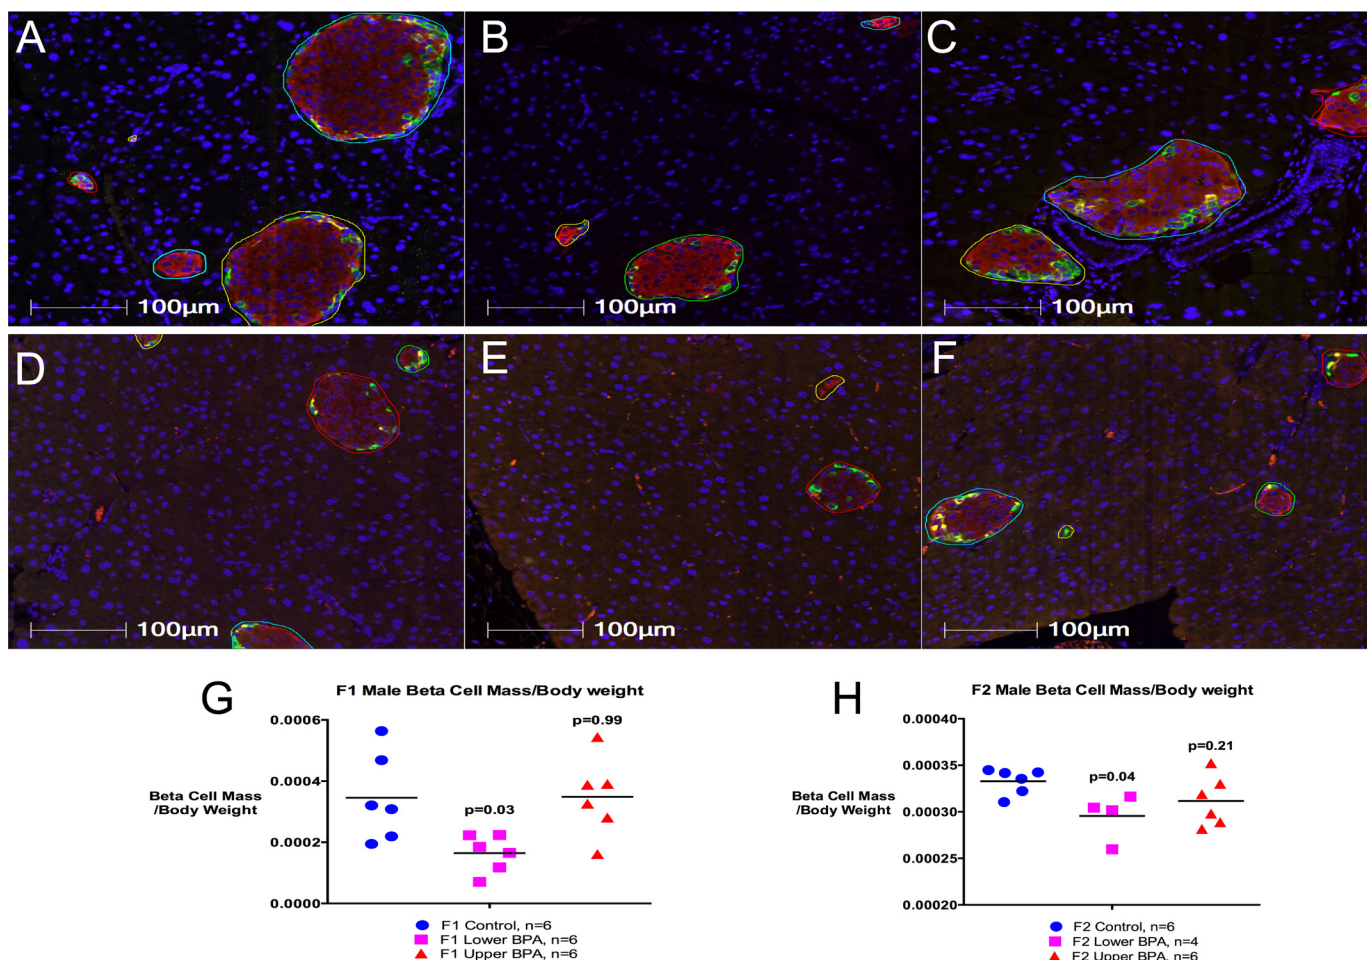 A
B
C
100µm
100µm
100µm
D
E
F
100µm
100µm
100µm
G
F1 Male Beta Cell Mass/Body weight
0.0006
0.0004
0.0002
0.0000
Beta Cell Mass
/Body Weight
p=0.03
p=0.99
F1 Control, n=6
F1 Lower BPA, n=6
F1 Upper BPA, n=6
H
F2 Male Beta Cell Mass/Body weight
0.00040
0.00035
0.00030
0.00025
0.00020
Beta Cell Mass
/Body Weight
p=0.04
p=0.21
F2 Control, n=6
F2 Lower BPA, n=4
F2 Upper BPA, n=6